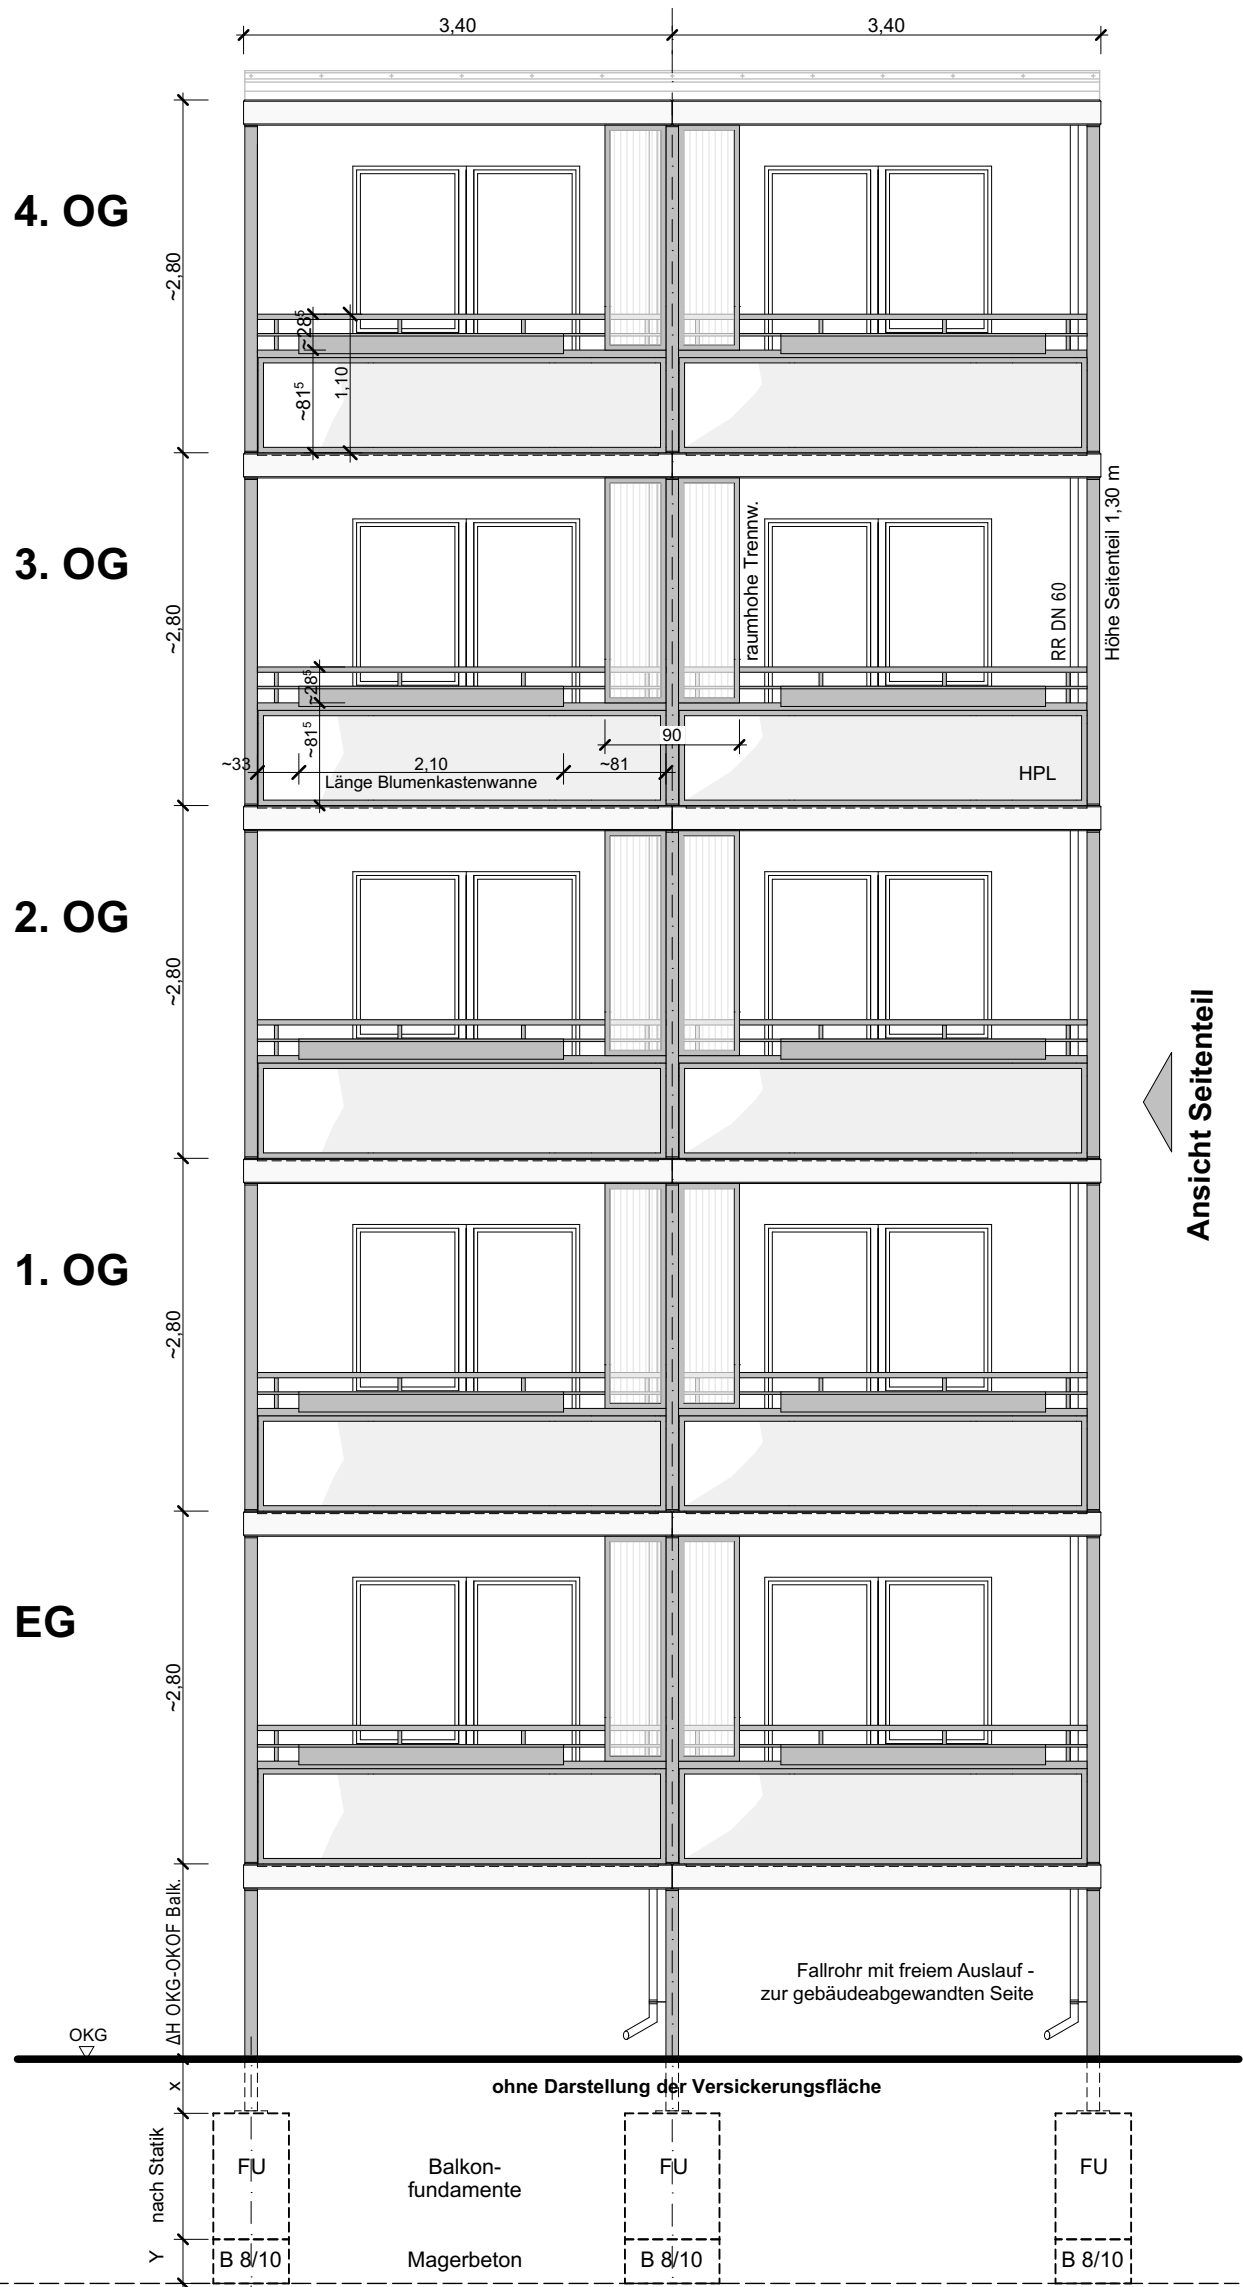 3,40
3,40
4. OG
~2,80
~28⁵
~81⁵
1,10
3. OG
~2,80
~28⁵
~81⁵
raumhohe Trennw.
RR DN 60
Höhe Seitenteil 1,30 m
90
~33
2,10
~81
Länge Blumenkastenwanne
HPL
2. OG
~2,80
Ansicht Seitenteil
1. OG
~2,80
EG
~2,80
ΔH OKG-OKOF Balk.
Fallrohr mit freiem Auslauf -
zur gebäudeabgewandten Seite
OKG
x
ohne Darstellung der Versickerungsfläche
nach Statik
FU
Balkon-
fundamente
FU
FU
Y
B 8/10
Magerbeton
B 8/10
B 8/10